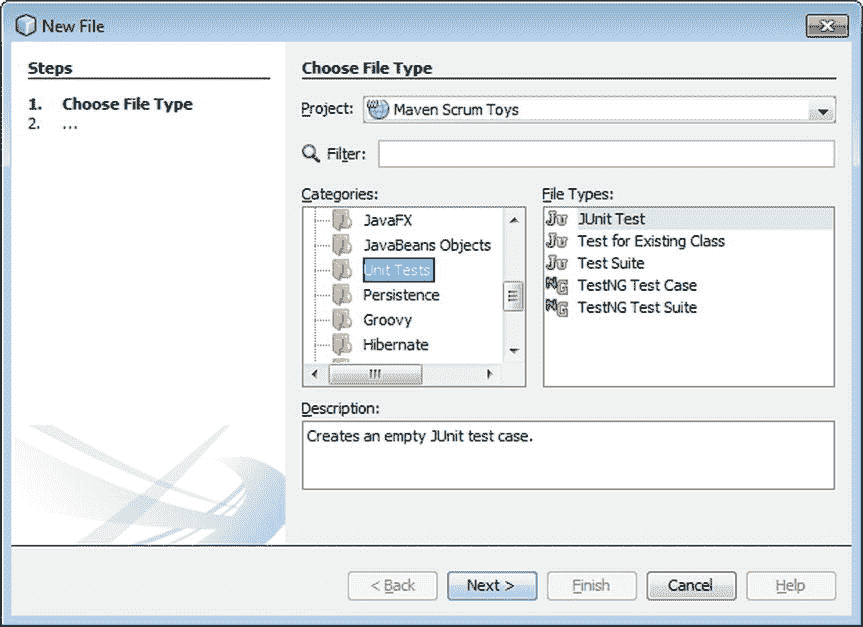 New File
Steps
1. Choose File Type
2. ...
Choose File Type
Project: Maven Scrum Toys
Filter:
Categories:
JavaFX
JavaBeans Objects
Unit Tests
Persistence
Groovy
Hibernate
File Types:
JUnit Test
Test for Existing Class
Test Suite
TestNG Test Case
TestNG Test Suite
Description:
Creates an empty JUnit test case.
< Back Next > Finish Cancel Help